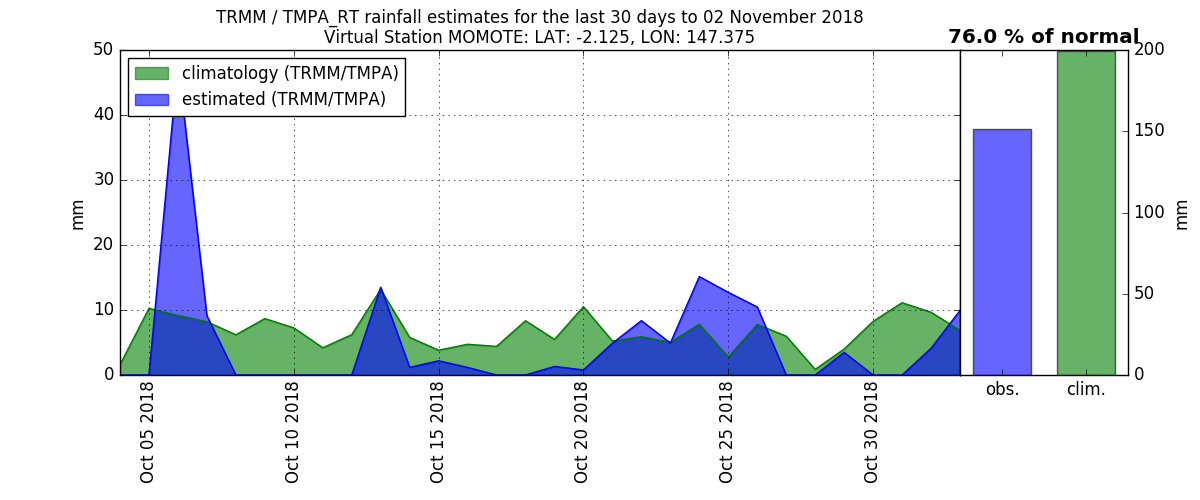 TRMM / TMPA_RT rainfall estimates for the last 30 days to 02 November 2018
Virtual Station MOMOTE: LAT: -2.125, LON: 147.375
76.0 % of normal
climatology (TRMM/TMPA)
estimated (TRMM/TMPA)
50
40
30
20
10
0
mm
Oct 05 2018
Oct 10 2018
Oct 15 2018
Oct 20 2018
Oct 25 2018
Oct 30 2018
obs.
clim.
200
150
100
50
0
mm